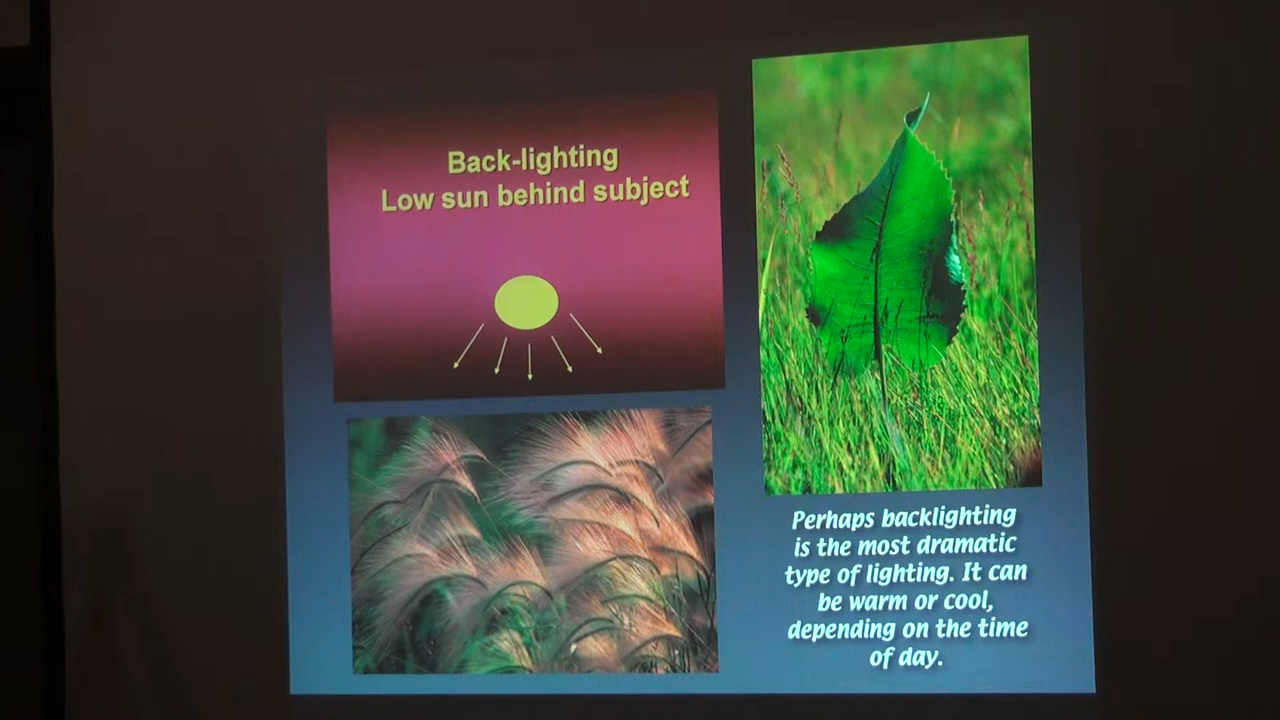 Back-lighting
Low sun behind subject
Perhaps backlighting
is the most dramatic
type of lighting. It can
be warm or cool,
depending on the time
of day.